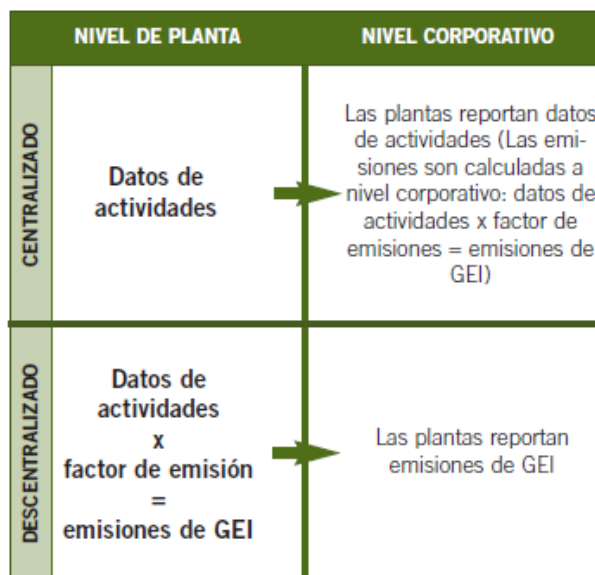 NIVEL DE PLANTA
NIVEL CORPORATIVO
CENTRALIZADO
Datos de
actividades
Las plantas reportan datos
de actividades (Las emi-
siones son calculadas a
nivel corporativo: datos de
actividades x factor de
emisiones = emisiones de
GEI)
DESCENTRALIZADO
Datos de
actividades
x
factor de emisión
=
emisiones de GEI
Las plantas reportan
emisiones de GEI